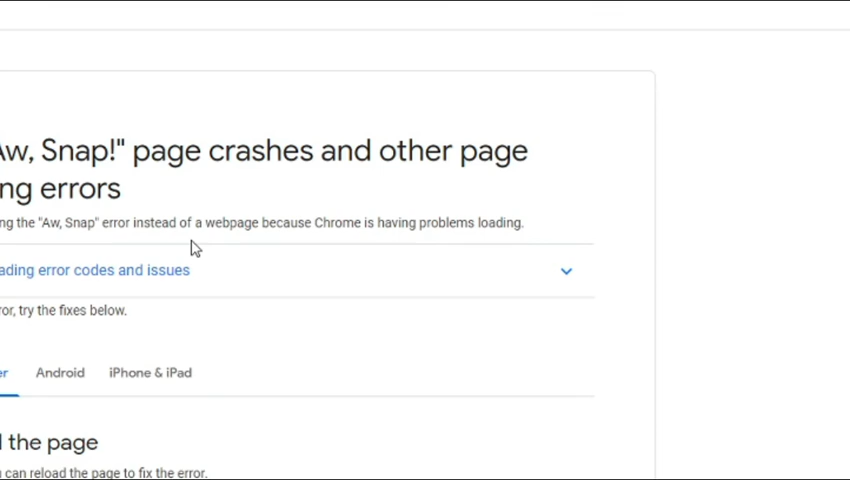 Aw, Snap!" page crashes and other page
ng errors
ng the "Aw, Snap" error instead of a webpage because Chrome is having problems loading.
ading error codes and issues
ror, try the fixes below.
er Android iPhone & iPad
the page
can reload the page to fix the error.